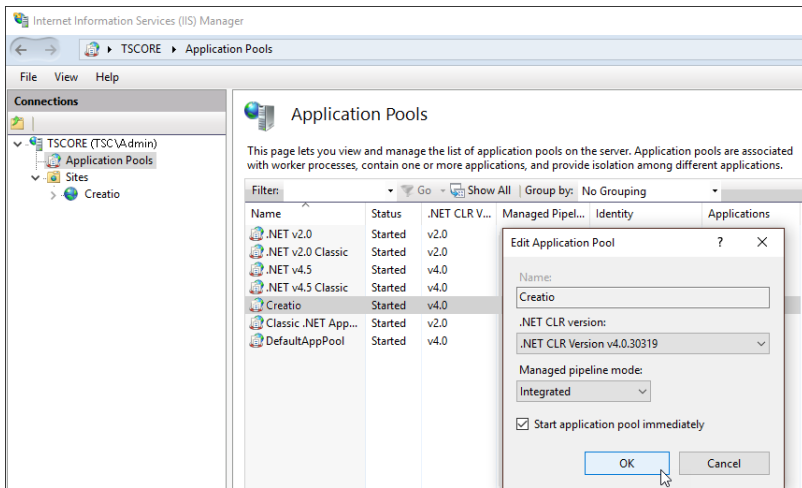 Internet Information Services (IIS) Manager
TSCORE Application Pools
File View Help
Connections
TSCORE (TSC\Admin)
Application Pools
Sites
Creatio
Application Pools
This page lets you view and manage the list of application pools on the server. Application pools are associated
with worker processes, contain one or more applications, and provide isolation among different applications.
Filter: Go Show All Group by: No Grouping
Name Status .NET CLR V... Managed Pipel... Identity Applications
.NET v2.0 Started v2.0
.NET v2.0 Classic Started v2.0
.NET v4.5 Started v4.0
.NET v4.5 Classic Started v4.0
Creatio Started v4.0
Classic .NET App... Started v2.0
DefaultAppPool Started v4.0
Edit Application Pool ?
Name:
Creatio
.NET CLR version:
.NET CLR Version v4.0.30319
Managed pipeline mode:
Integrated
Start application pool immediately
OK Cancel